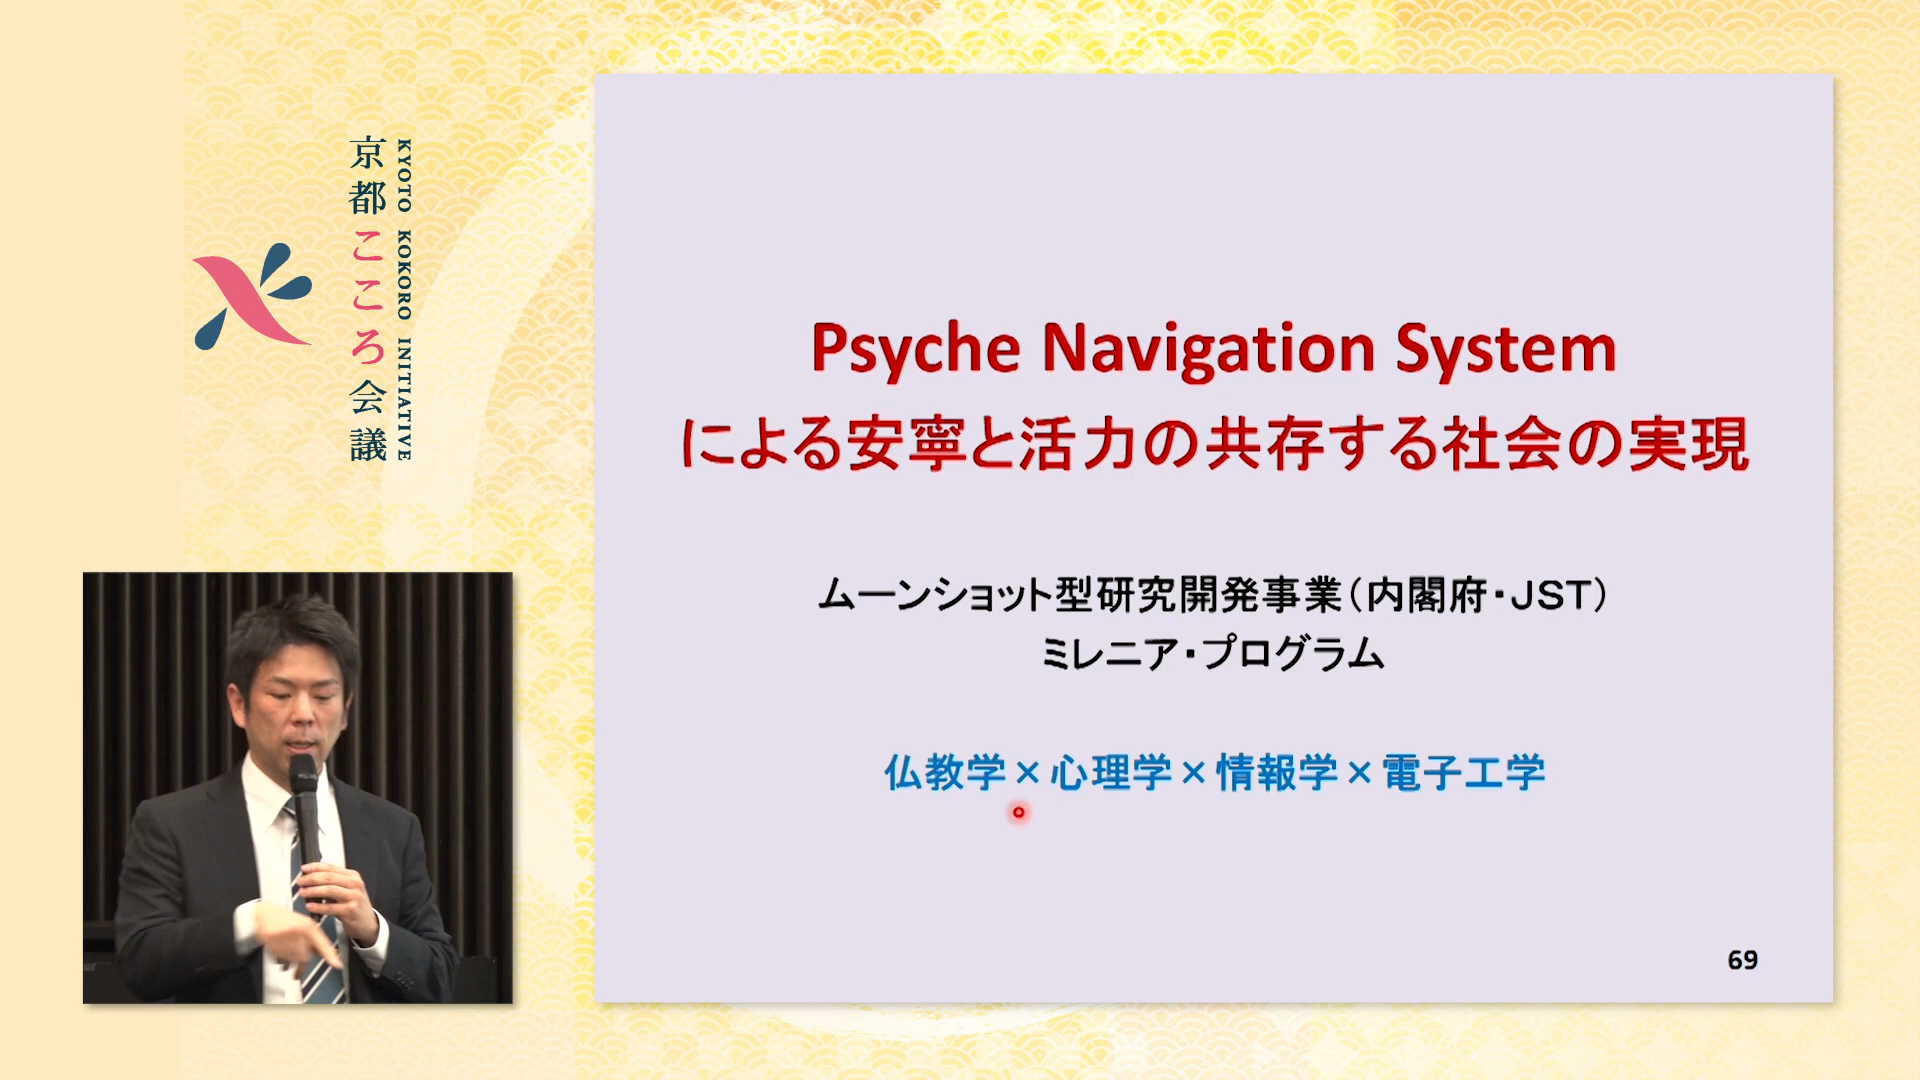 京都こころ会議
KYOTO KOKORO INITIATIVE
Psyche Navigation System
による安寧と活力の共存する社会の実現
ムーンショット型研究開発事業（内閣府・JST）
ミレニア・プログラム
仏教学×心理学×情報学×電子工学
69